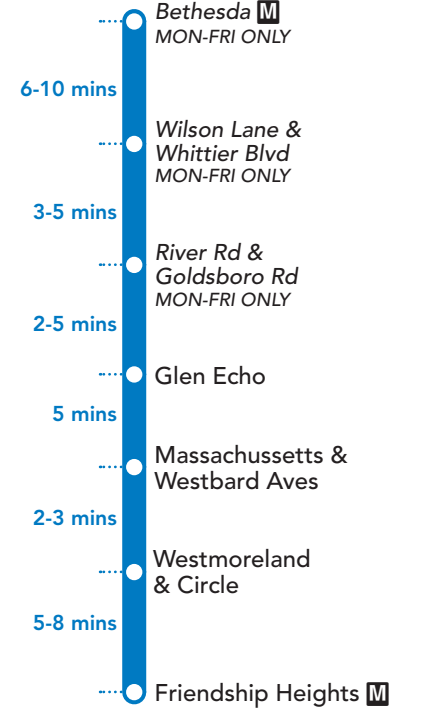 Bethesda M
MON-FRI ONLY
6-10 mins
Wilson Lane &
Whittier Blvd
MON-FRI ONLY
3-5 mins
River Rd &
Goldsboro Rd
MON-FRI ONLY
2-5 mins
Glen Echo
5 mins
Massachussetts &
Westbard Aves
2-3 mins
Westmoreland
& Circle
5-8 mins
Friendship Heights M